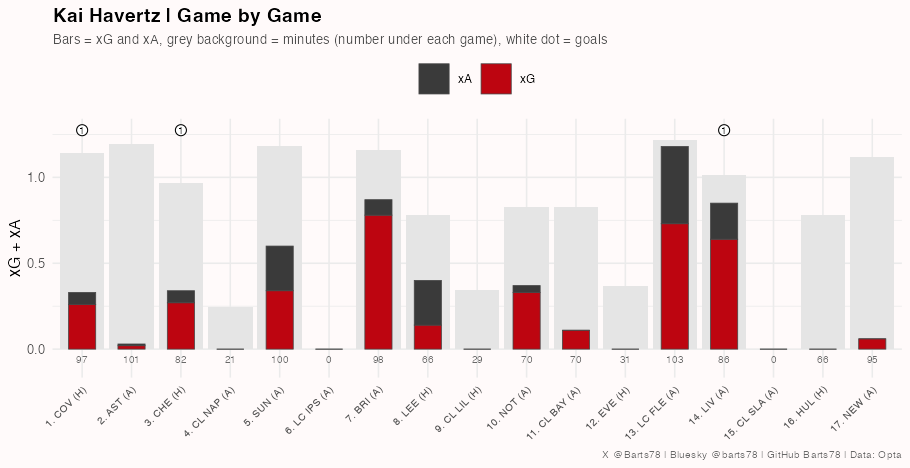 Kai Havertz | Game by Game
Bars = xG and xA, grey background = minutes (number under each game), white dot = goals
xA
xG
1
1
1
xG + xA
1.0
0.5
0.0
97
101
82
21
100
0
98
66
29
70
70
31
103
86
0
66
95
1. COV (H)
2. AST (A)
3. CHE (H)
4. CL NAP (A)
5. SUN (A)
6. LC IPS (A)
7. BRI (A)
8. LEE (H)
9. CL LIL (H)
10. NOT (A)
11. CL BAY (A)
12. EVE (H)
13. LC FLE (A)
14. LIV (A)
15. CL SLA (A)
16. HUL (H)
17. NEW (A)
X @Barts78 | Bluesky @barts78 | GitHub Barts78 | Data: Opta